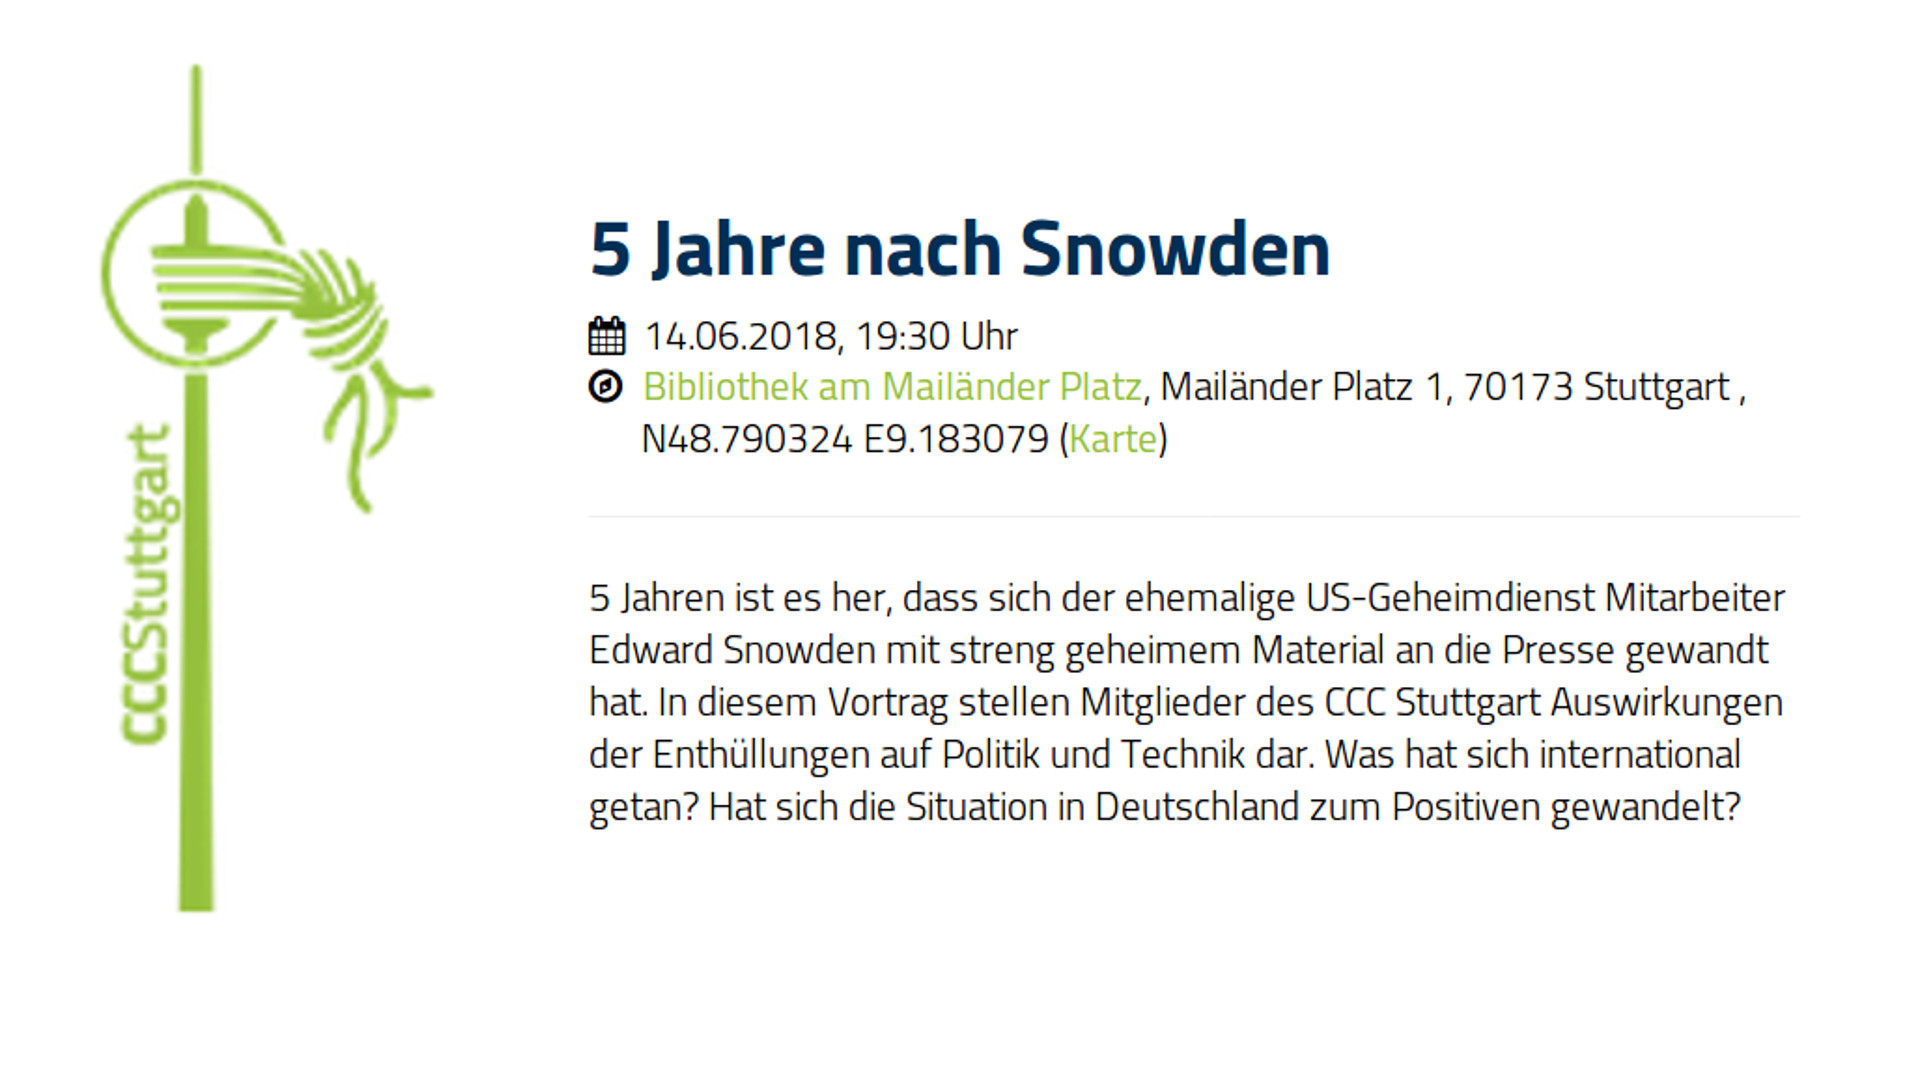 CCCStuttgart
5 Jahre nach Snowden
14.06.2018, 19:30 Uhr
Bibliothek am Mailänder Platz, Mailänder Platz 1, 70173 Stuttgart ,
N48.790324 E9.183079 (Karte)
5 Jahren ist es her, dass sich der ehemalige US-Geheimdienst Mitarbeiter
Edward Snowden mit streng geheimem Material an die Presse gewandt
hat. In diesem Vortrag stellen Mitglieder des CCC Stuttgart Auswirkungen
der Enthüllungen auf Politik und Technik dar. Was hat sich international
getan? Hat sich die Situation in Deutschland zum Positiven gewandelt?